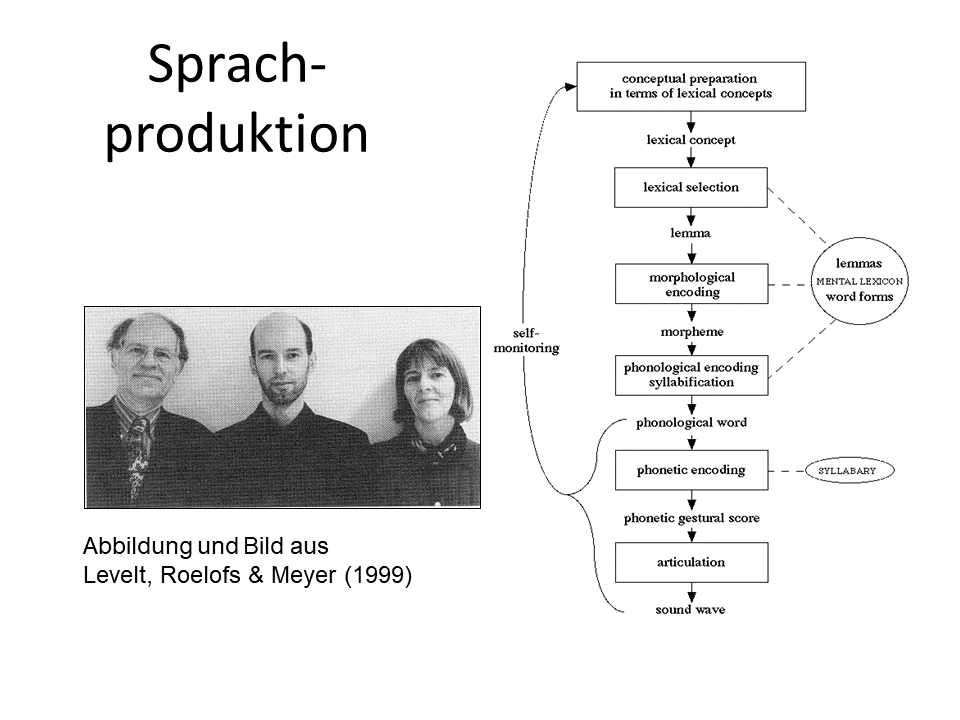 Sprach-
produktion
Abbildung und Bild aus
Levelt, Roelofs & Meyer (1999)
conceptual preparation
in terms of lexical concepts
lexical concept
lexical selection
lemma
morphological
encoding
morpheme
phonological encoding
syllabification
phonological word
phonetic encoding
phonetic gestural score
articulation
sound wave
self-
monitoring
lemmas
MENTAL LEXICON
word forms
SYLLABARY